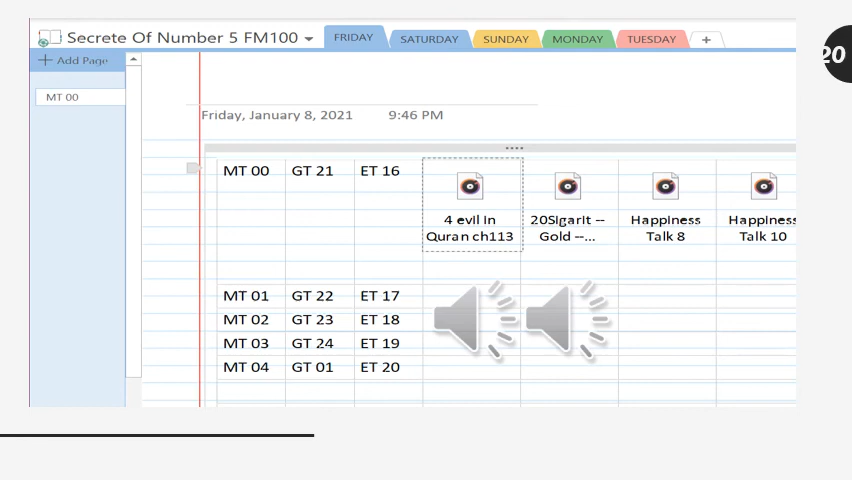 Secrete Of Number 5 FM100
FRIDAY
SATURDAY
SUNDAY
MONDAY
TUESDAY
20
Add Page
MT 00
Friday, January 8, 2021 9:46 PM
MT 00 GT 21 ET 16
4 evil in Quran ch113
20Sigarit -- Gold --...
Happiness Talk 8
Happiness Talk 10
MT 01 GT 22 ET 17
MT 02 GT 23 ET 18
MT 03 GT 24 ET 19
MT 04 GT 01 ET 20